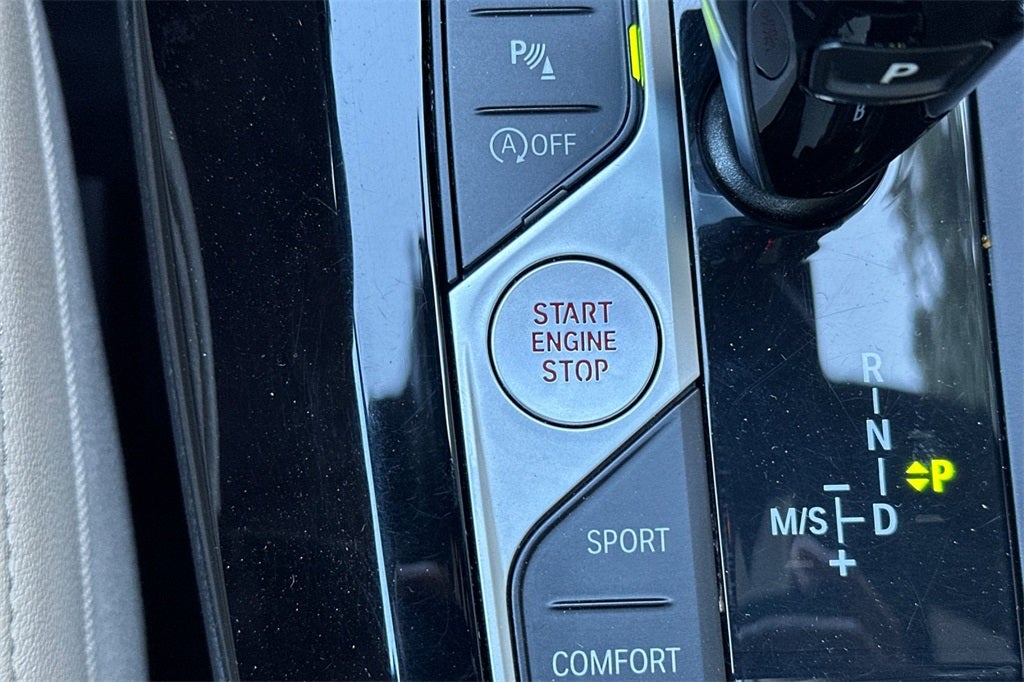 P
P
B
A OFF
START
ENGINE
STOP
R
N
P
M/S D
SPORT
COMFORT